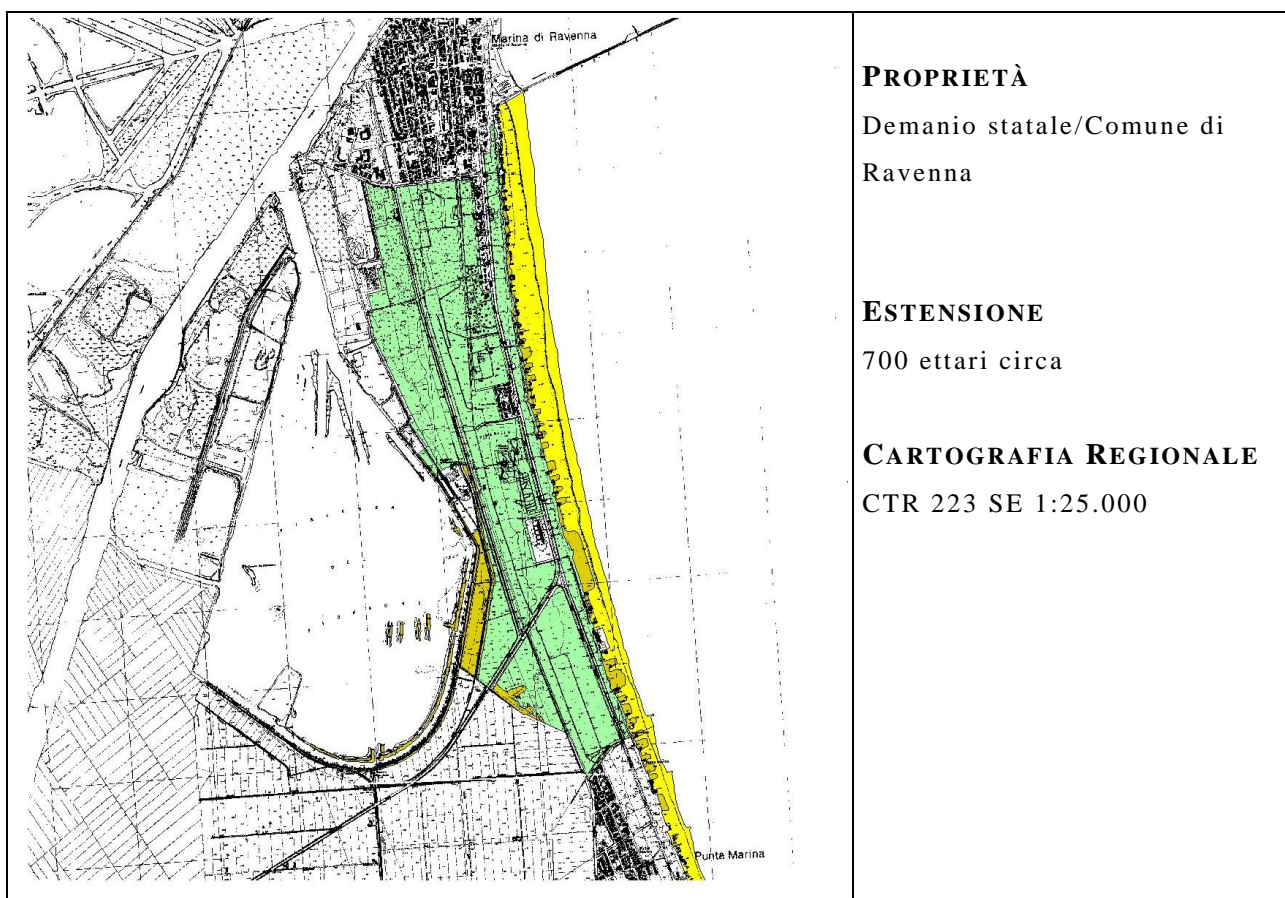 Marina di Ravenna
PROPRIETÀ
Demanio statale/Comune di
Ravenna
ESTENSIONE
700 ettari circa
CARTOGRAFIA REGIONALE
CTR 223 SE 1:25.000
Punta Marina